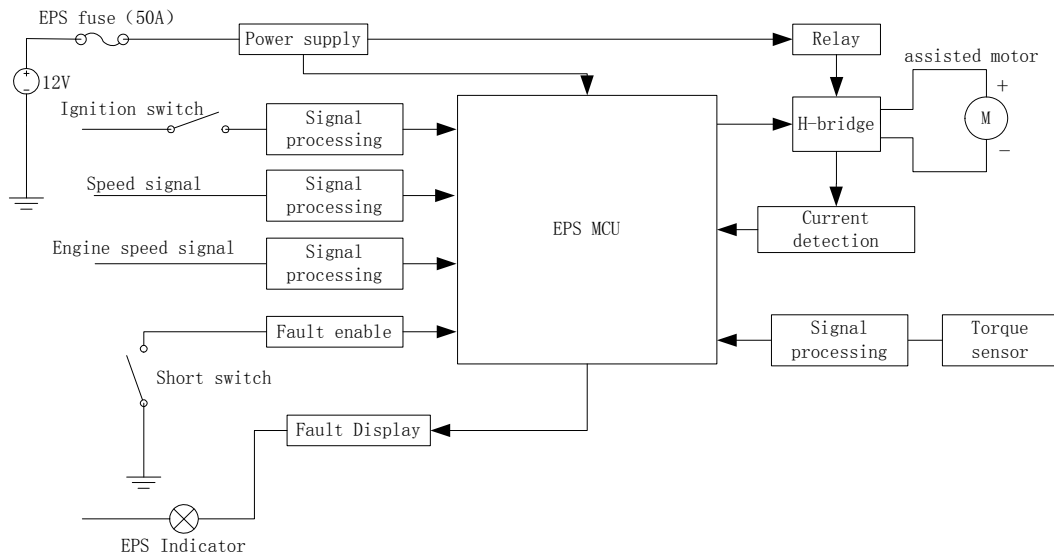 EPS fuse（50A）
Power supply
Relay
assisted motor
+
12V
Ignition switch
Signal
processing
H-bridge
M
−
Speed signal
Signal
processing
EPS MCU
Current
detection
Engine speed signal
Signal
processing
Fault enable
Signal
processing
Torque
sensor
Short switch
Fault Display
EPS Indicator